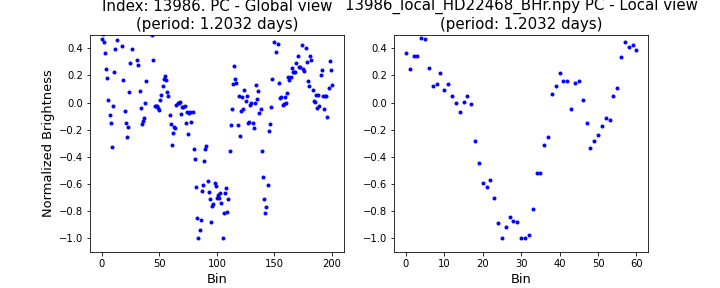 Index: 13986. PC - Global view
(period: 1.2032 days)
13986_local_HD22468_BHr.npy PC - Local view
(period: 1.2032 days)
Normalized Brightness
0.4
0.2
0.0
−0.2
−0.4
−0.6
−0.8
−1.0
0 50 100 150 200
Bin
0.4
0.2
0.0
−0.2
−0.4
−0.6
−0.8
−1.0
0 10 20 30 40 50 60
Bin